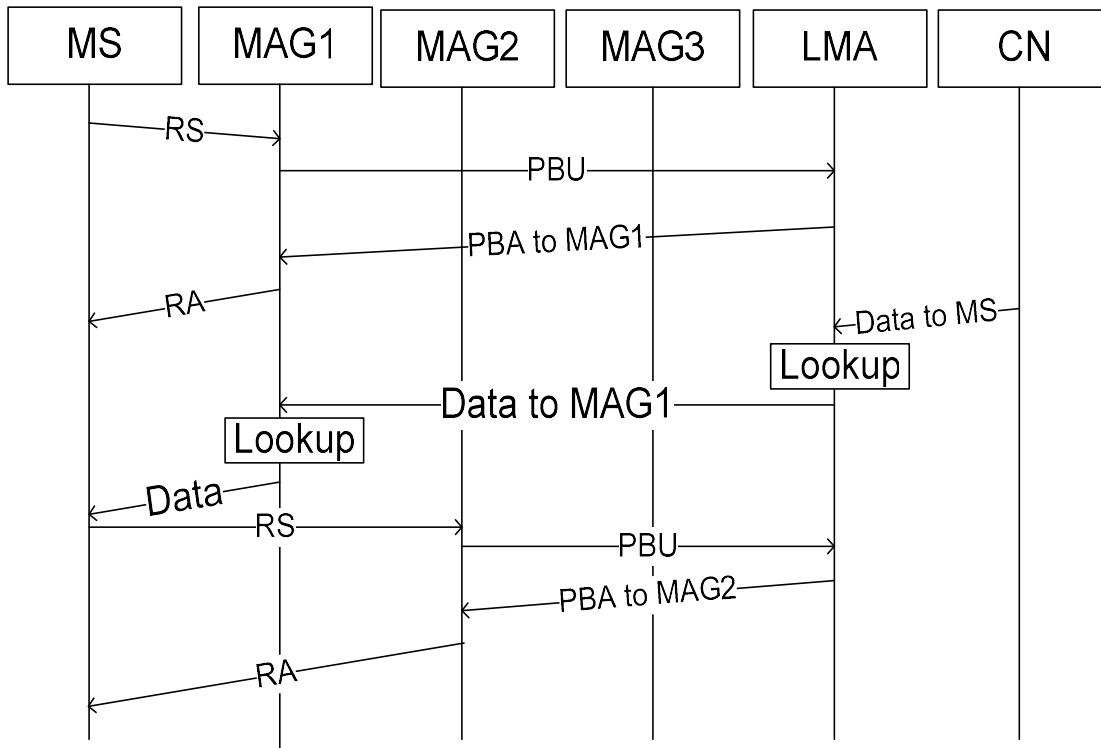 MS
MAG1
MAG2
MAG3
LMA
CN
RS
PBU
PBA to MAG1
RA
Data to MS
Lookup
Data to MAG1
Lookup
Data
RS
PBU
PBA to MAG2
RA